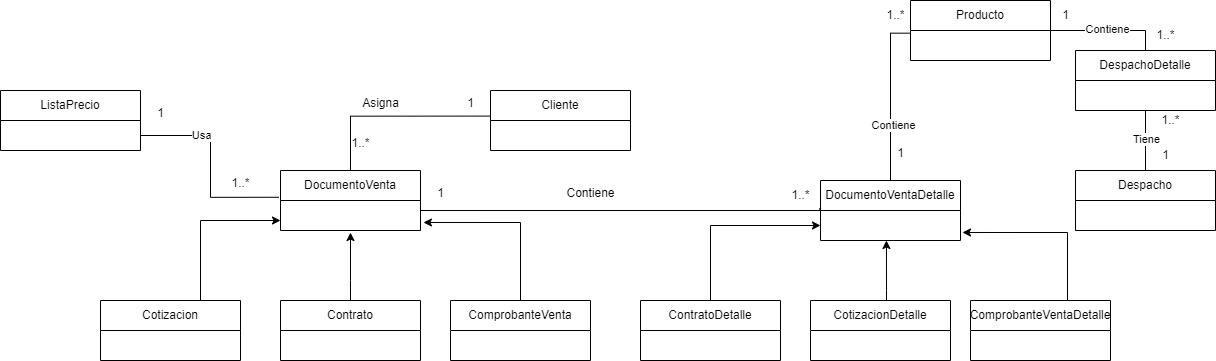 1..*
Producto
1
Contiene
1..*
DespachoDetalle
ListaPrecio
1
Asigna
1
Cliente
Usa
1..*
Contiene
1
1..*
Tiene
1
1..*
DocumentoVenta
1
Contiene
1..*
DocumentoVentaDetalle
Despacho
Cotizacion
Contrato
ComprobanteVenta
ContratoDetalle
CotizacionDetalle
ComprobanteVentaDetalle